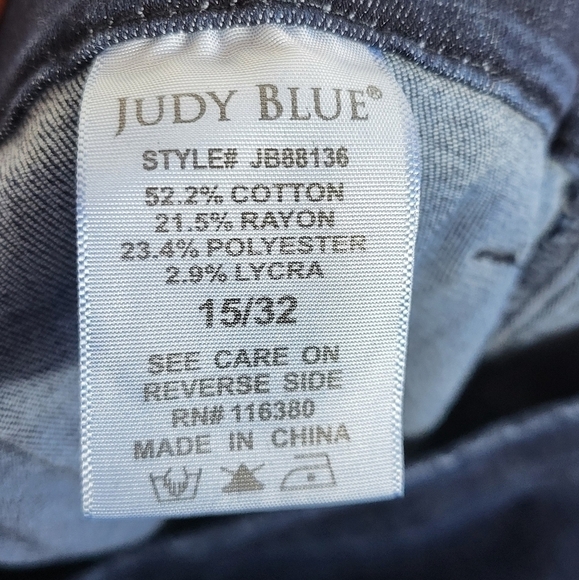 JUDY BLUE®
STYLE# JB88136
52.2% COTTON
21.5% RAYON
23.4% POLYESTER
2.9% LYCRA
15/32
SEE CARE ON
REVERSE SIDE
RN# 116380
MADE IN CHINA